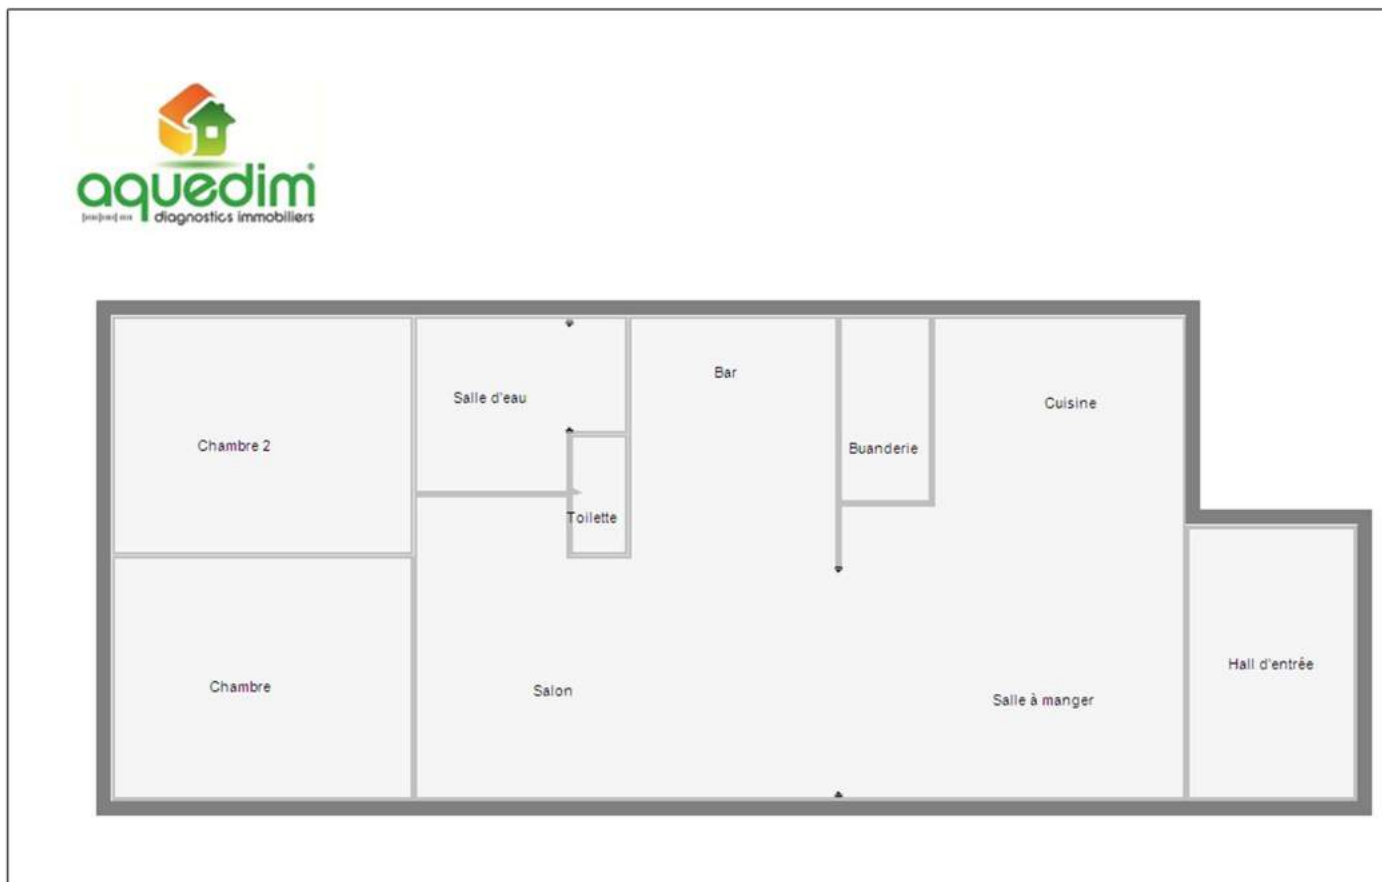 aquedim®
diagnostics immobiliers
Bar
Salle d'eau
Cuisine
Chambre 2
Buanderie
Toilette
Hall d'entrée
Chambre
Salon
Salle à manger